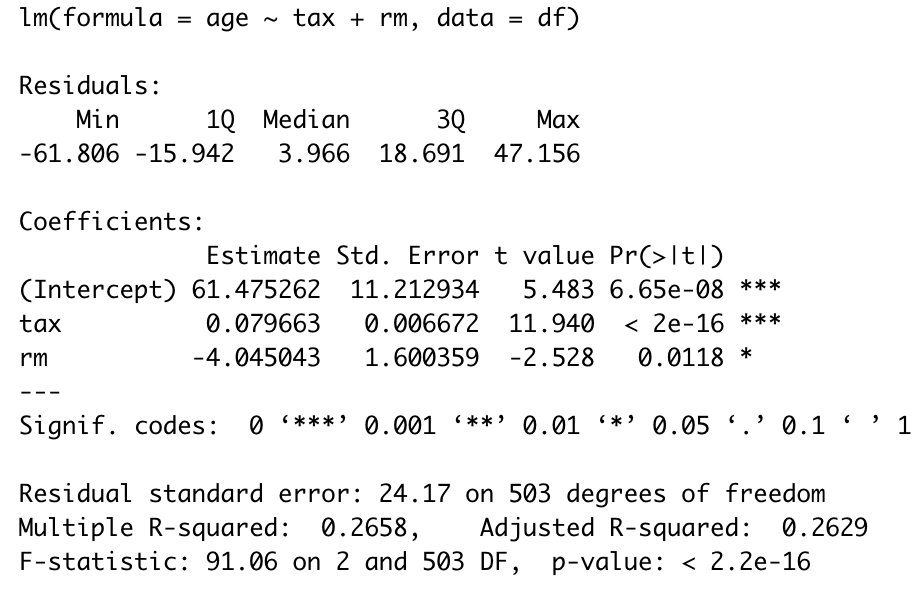 lm(formula = age ~ tax + rm, data = df)

Residuals:
    Min      1Q  Median      3Q     Max
-61.806 -15.942   3.966  18.691  47.156

Coefficients:
            Estimate Std. Error t value Pr(>|t|)
(Intercept) 61.475262  11.212934   5.483 6.65e-08 ***
tax          0.079663   0.006672  11.940  < 2e-16 ***
rm          -4.045043   1.600359  -2.528   0.0118 *
---
Signif. codes:  0 ‘***’ 0.001 ‘**’ 0.01 ‘*’ 0.05 ‘.’ 0.1 ‘ ’ 1

Residual standard error: 24.17 on 503 degrees of freedom
Multiple R-squared:  0.2658,	Adjusted R-squared:  0.2629
F-statistic: 91.06 on 2 and 503 DF,  p-value: < 2.2e-16